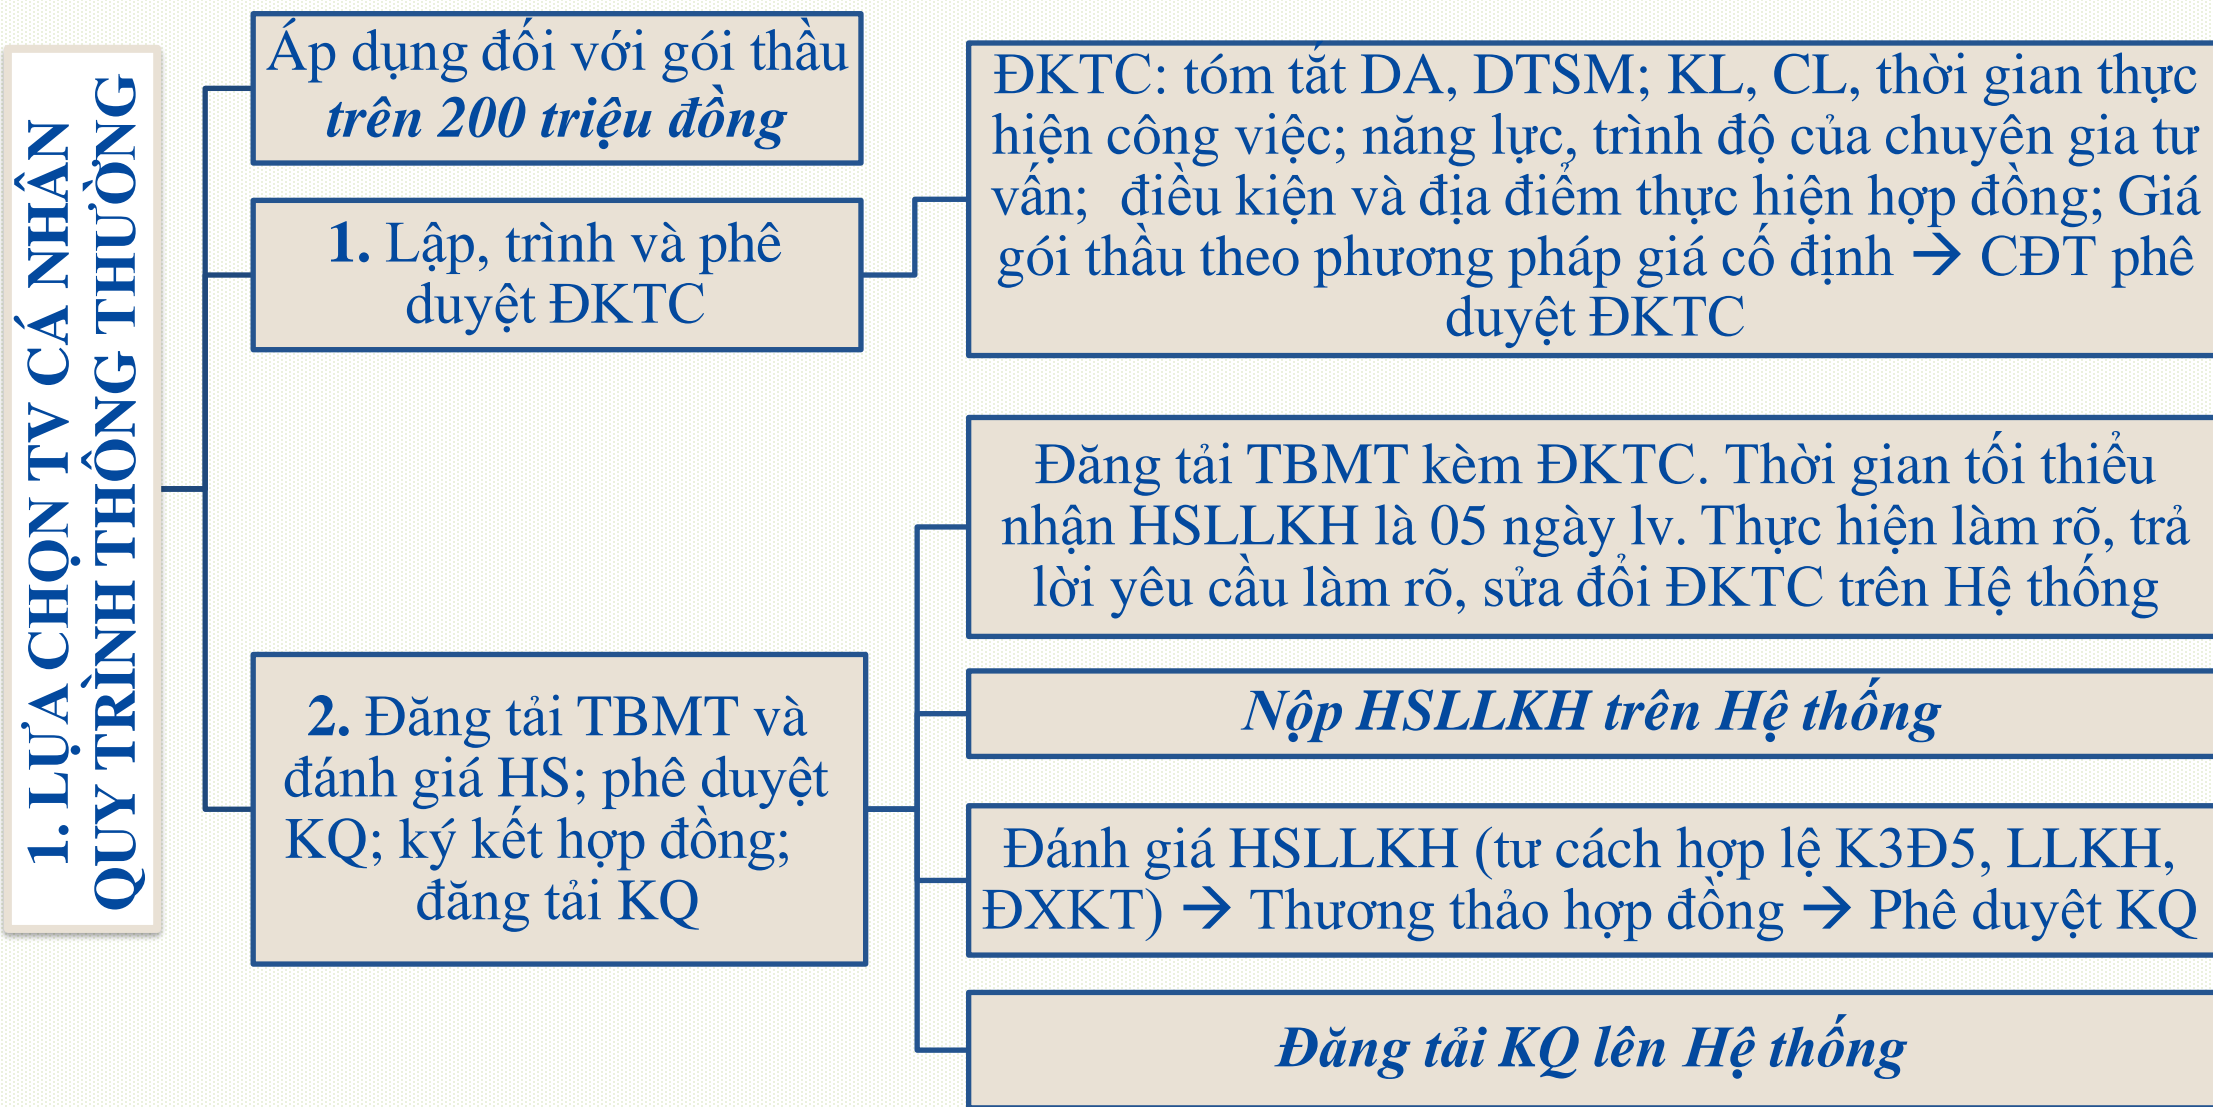 1. LỰA CHỌN TV CÁ NHÂN
QUY TRÌNH THÔNG THƯỜNG
Áp dụng đối với gói thầu
trên 200 triệu đồng
1. Lập, trình và phê
duyệt ĐKTC
ĐKTC: tóm tắt DA, DTSM; KL, CL, thời gian thực
hiện công việc; năng lực, trình độ của chuyên gia tư
vấn; điều kiện và địa điểm thực hiện hợp đồng; Giá
gói thầu theo phương pháp giá cố định → CĐT phê
duyệt ĐKTC
2. Đăng tải TBMT và
đánh giá HS; phê duyệt
KQ; ký kết hợp đồng;
đăng tải KQ
Đăng tải TBMT kèm ĐKTC. Thời gian tối thiểu
nhận HSLLKH là 05 ngày lv. Thực hiện làm rõ, trả
lời yêu cầu làm rõ, sửa đổi ĐKTC trên Hệ thống
Nộp HSLLKH trên Hệ thống
Đánh giá HSLLKH (tư cách hợp lệ K3Đ5, LLKH,
ĐXKT) → Thương thảo hợp đồng → Phê duyệt KQ
Đăng tải KQ lên Hệ thống